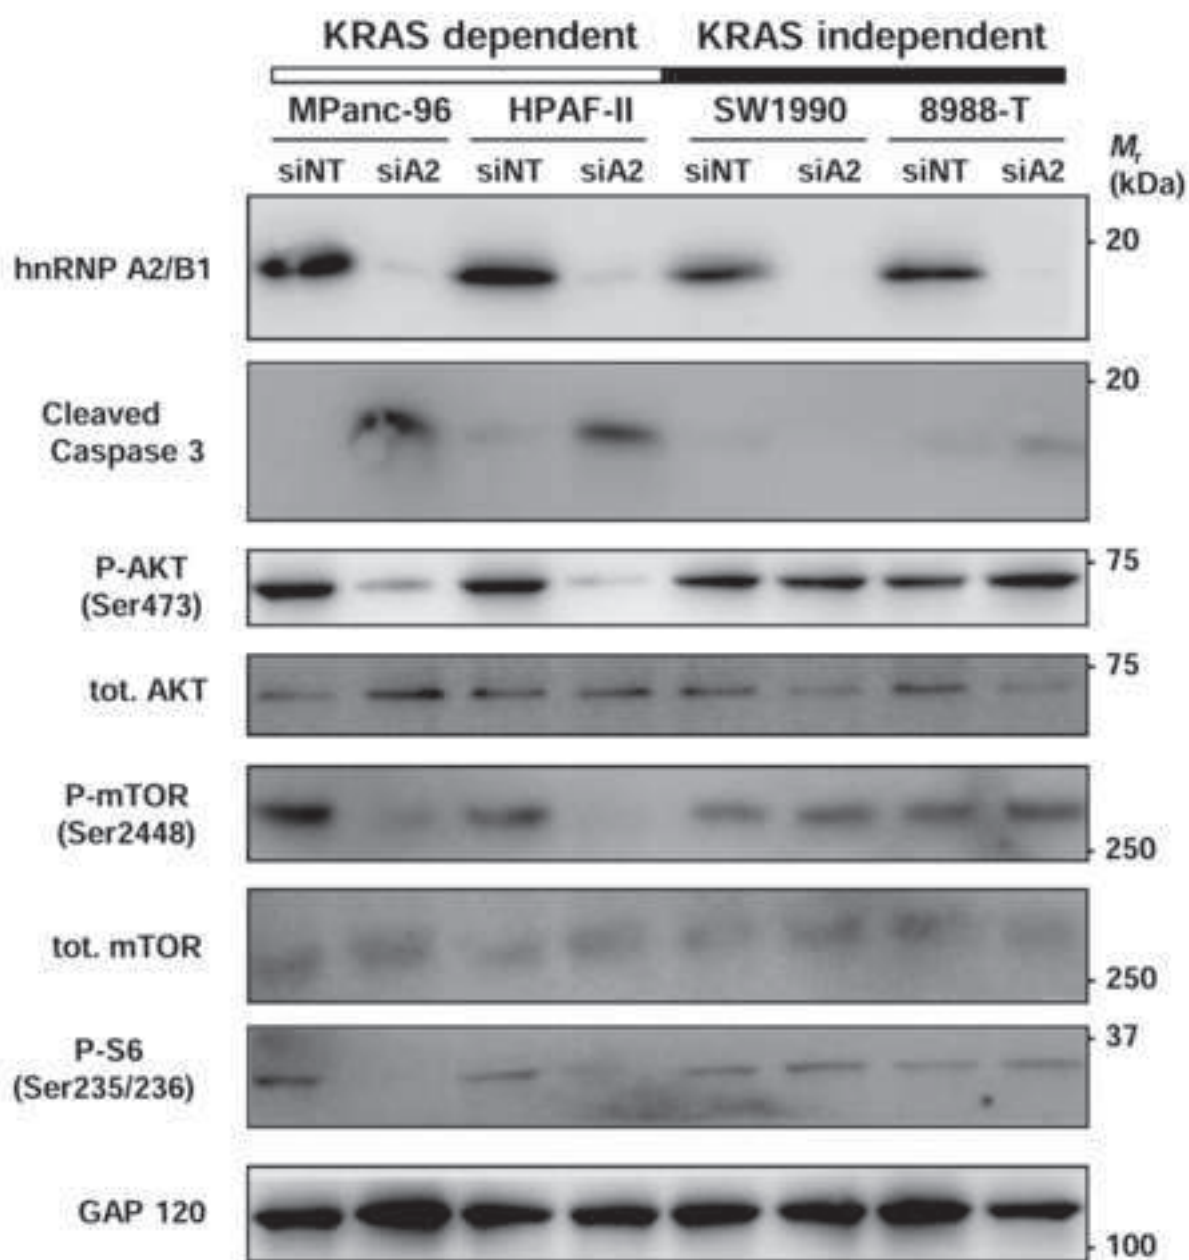 KRAS dependent KRAS independent
MPanc-96 HPAF-II SW1990 8988-T
siNT siA2 siNT siA2 siNT siA2 siNT siA2
Mr
(kDa)
hnRNP A2/B1
20
Cleaved
Caspase 3
20
P-AKT
(Ser473)
75
tot. AKT
75
P-mTOR
(Ser2448)
250
tot. mTOR
250
P-S6
(Ser235/236)
37
GAP 120
100